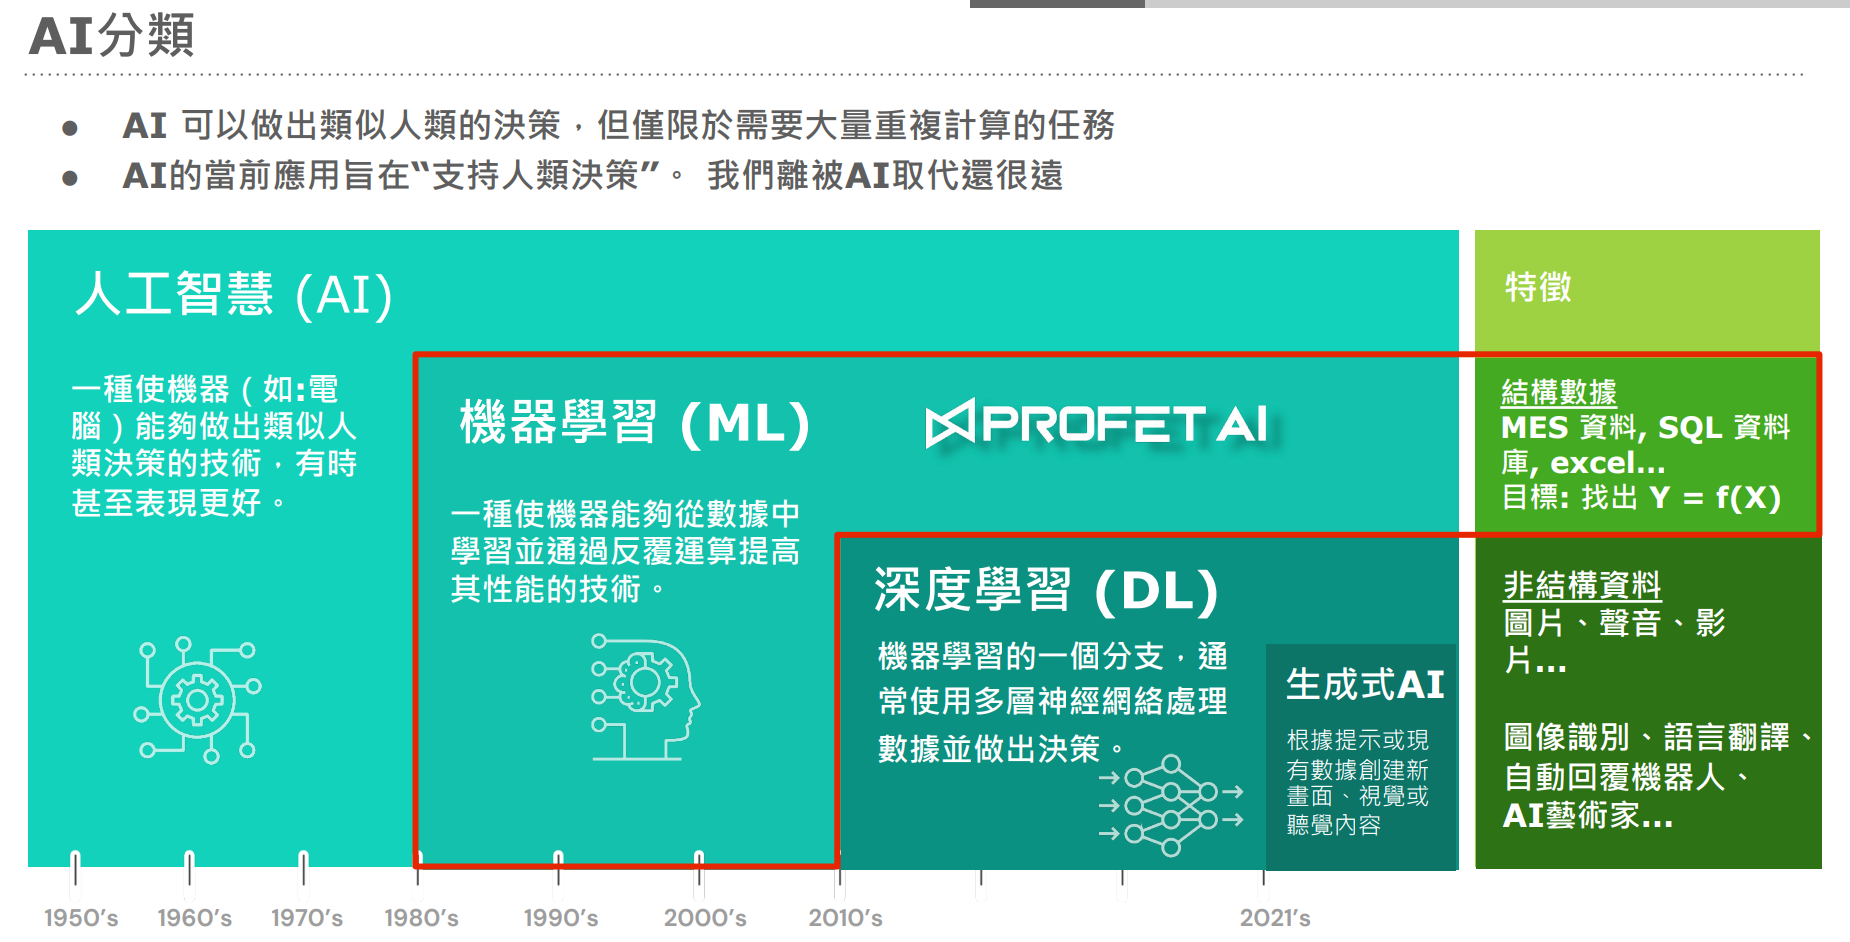 AI分類
● AI 可以做出類似人類的決策，但僅限於需要大量重複計算的任務
● AI的當前應用旨在“支持人類決策”。 我們離被AI取代還很遠
人工智慧 (AI)
一種使機器（如:電
腦）能夠做出類似人
類決策的技術，有時
甚至表現更好。
機器學習 (ML)
PROFET AI
一種使機器能夠從數據中
學習並通過反覆運算提高
其性能的技術。
深度學習 (DL)
機器學習的一個分支，通
常使用多層神經網絡處理
數據並做出決策。
生成式AI
根據提示或現
有數據創建新
畫面、視覺或
聽覺內容
特徵
結構數據
MES 資料, SQL 資料
庫, excel...
目標: 找出 Y = f(X)
非結構資料
圖片、聲音、影
片...
圖像識別、語言翻譯、
自動回覆機器人、
AI藝術家...
1950’s 1960’s 1970’s 1980’s 1990’s 2000’s 2010’s 2021’s